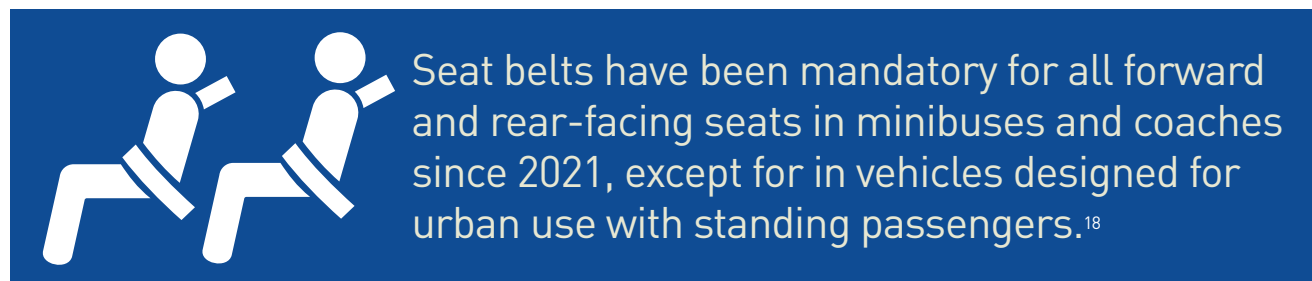 Seat belts have been mandatory for all forward
and rear-facing seats in minibuses and coaches
since 2021, except for in vehicles designed for
urban use with standing passengers.18